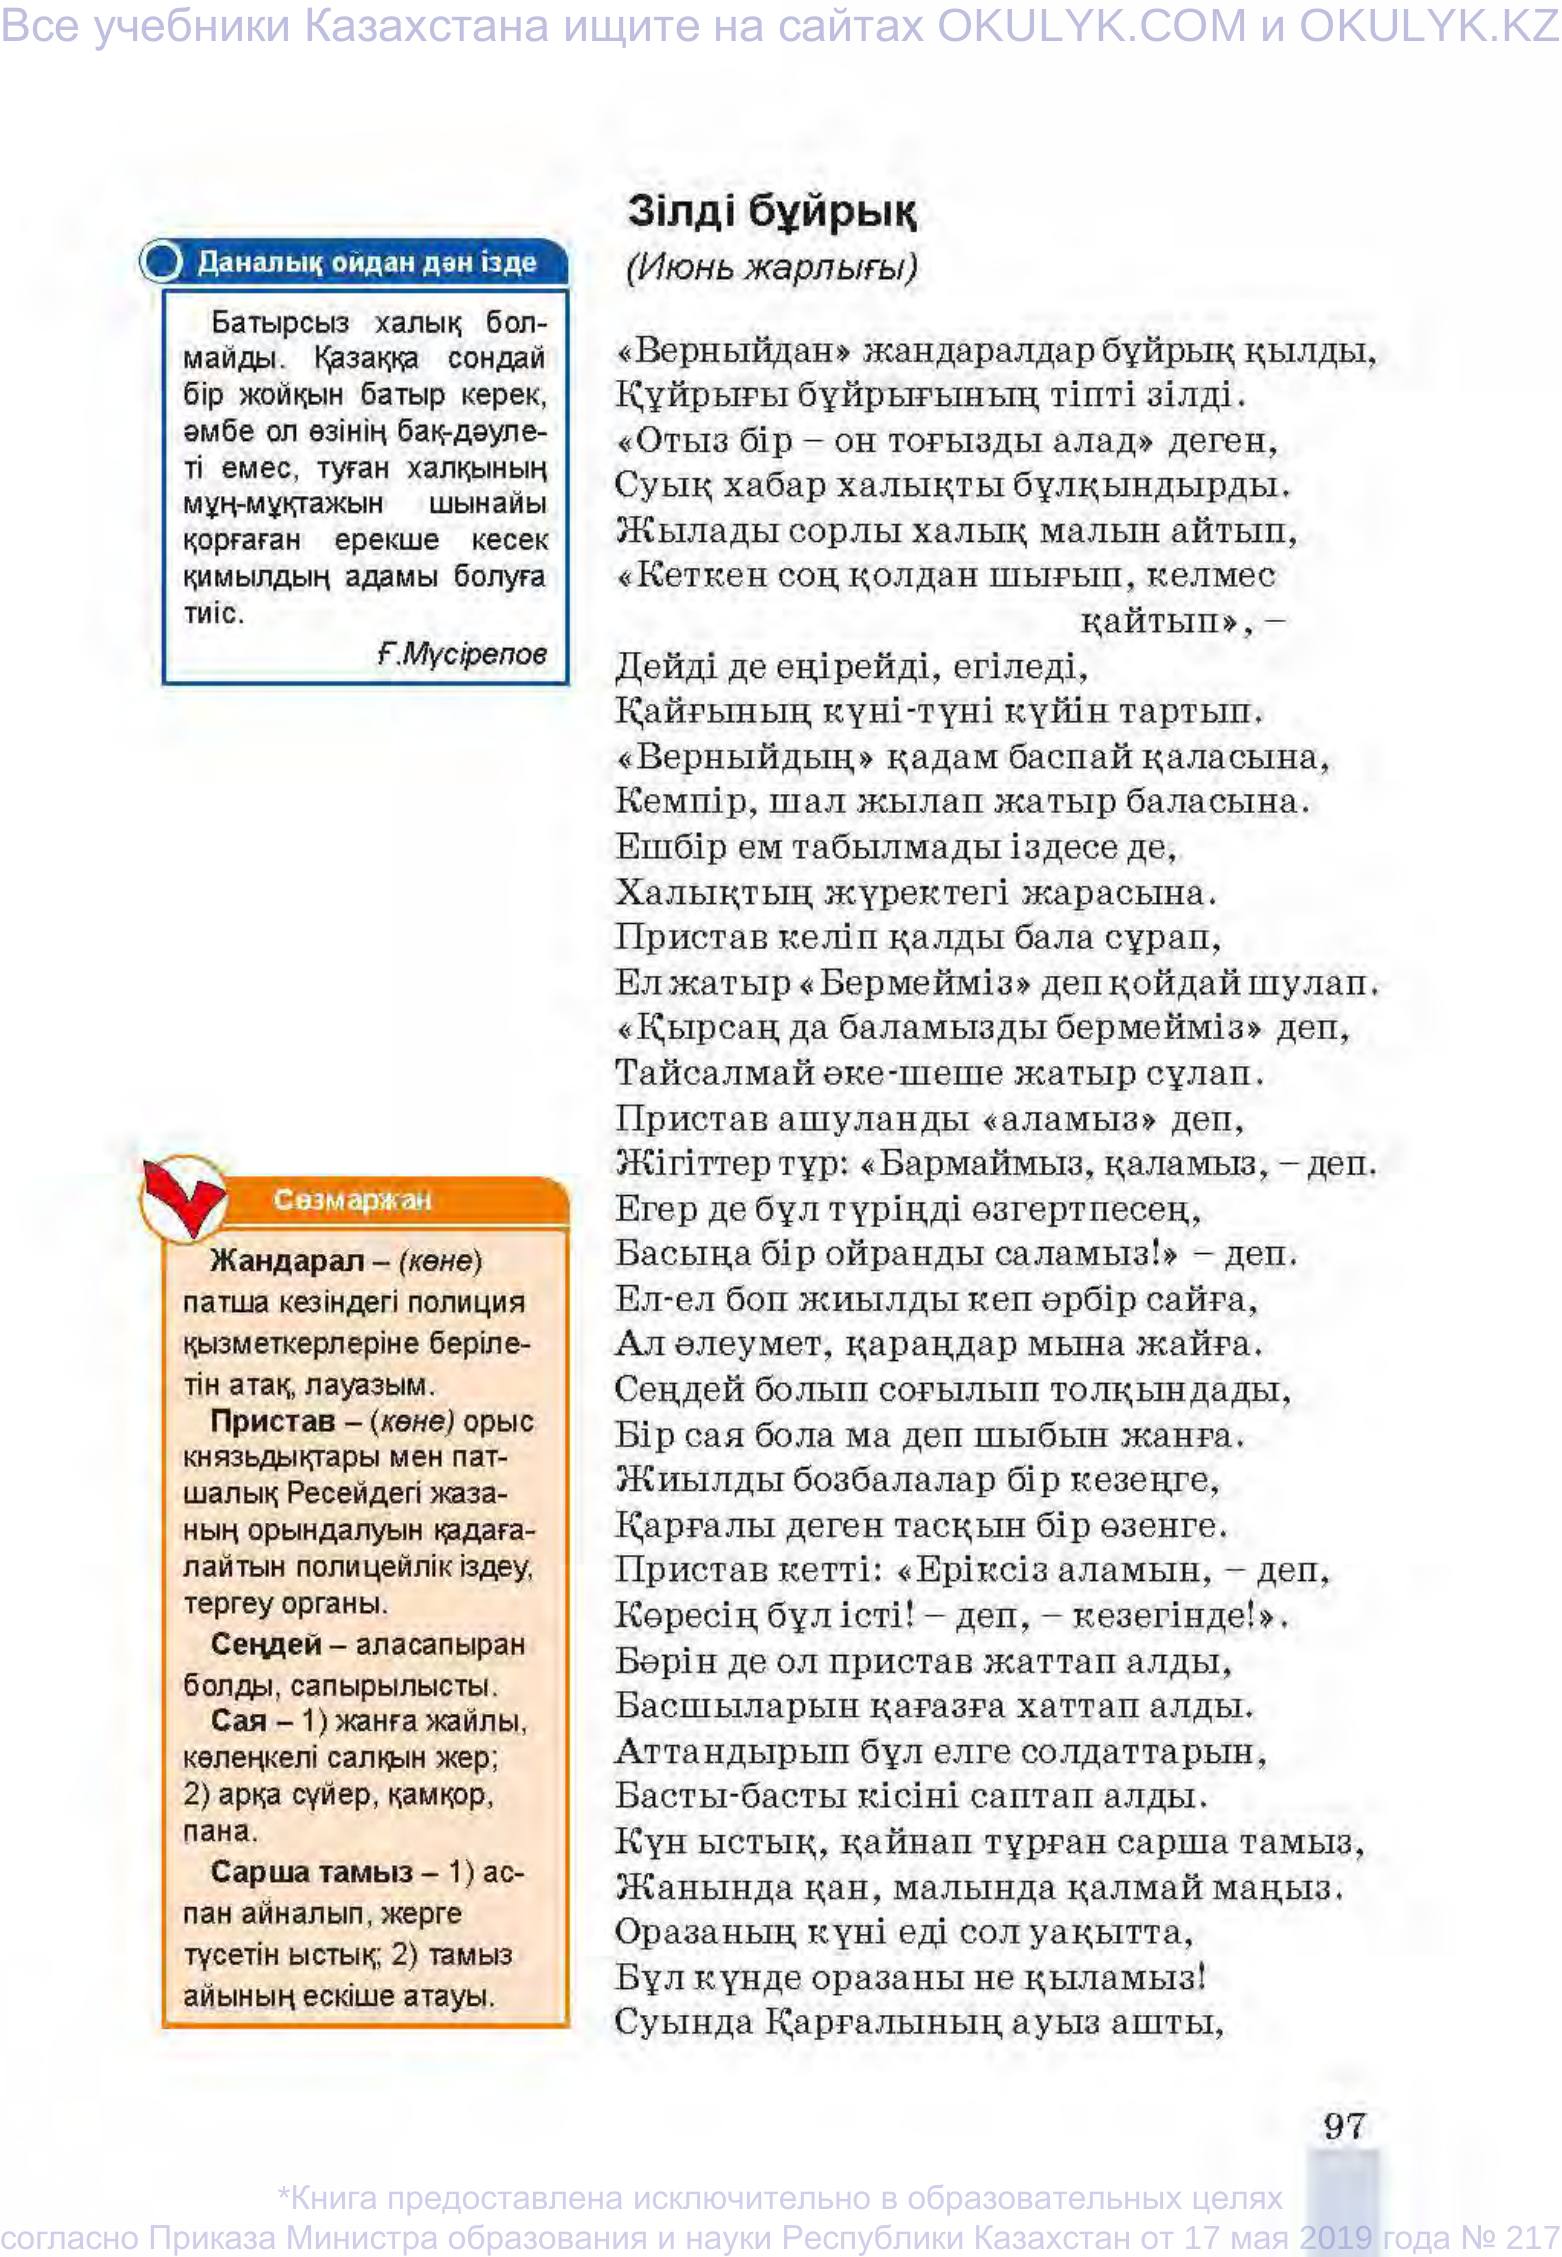 Все учебники Казахстана ищите на сайтах OKULYK.COM и OKULYK.KZ
Зілді бұйрық
(Июнь жарлығы)
Даналық ойдан дән ізде
Батырсыз халық бол-
майды. Қазаққа сондай
бір жойқын батыр керек,
әмбе ол өзінің бақ-дәуле-
ті емес, туған халқының
мұң-мұқтажын шынайы
қорғаған ерекше кесек
қимылдың адамы болуға
тиіс.
Ғ.Мүсірепов
«Верныйдан» жандаралдар бұйрық қылды,
Құйрығы бұйрығының тіпті зілді.
«Отыз бір – он тоғызды алад» деген,
Суық хабар халықты бұлқындырды.
Жылады сорлы халық малын айтып,
«Кеткен соң қолдан шығып, келмес
қайтып», –
Дейді де еңірейді, егіледі,
Қайғының күні-түні күйін тартып.
«Верныйдың» қадам баспай қаласына,
Кемпір, шал жылап жатыр баласына.
Ешбір ем табылмады іздесе де,
Халықтың жүректегі жарасына.
Пристав келіп қалды бала сұрап,
Ел жатыр «Бермейміз» деп қойдай шулап.
«Қырсаң да баламызды бермейміз» деп,
Тайсалмай әке-шеше жатыр сұлап.
Пристав ашуланды «аламыз» деп,
Жігіттер тұр: «Бармаймыз, қаламыз, – деп.
Егер де бұл түріңді өзгертпесең,
Басыңа бір ойранды саламыз!» – деп.
Ел-ел боп жиылды кеп әрбір сайға,
Ал әлеумет, қараңдар мына жайға.
Сеңдей болып соғылып толқындады,
Бір сая бола ма деп шыбын жанға.
Жиылды бозбалалар бір кезеңге,
Қарғалы деген тасқын бір өзенге.
Пристав кетті: «Еріксіз аламын, – деп,
Көресің бұл істі! – деп, – кезегінде!».
Бәрін де ол пристав жаттап алды,
Басшыларын қағазға хаттап алды.
Аттандырып бұл елге солдаттарын,
Басты-басты кісіні саптап алды.
Күн ыстық, қайнап тұрған сарша тамыз,
Жанында қан, малында қалмай маңыз.
Оразаның күні еді сол уақытта,
Бұл күнде оразаны не қыламыз!
Суында Қарғалының ауыз ашты,
Сөзмаржан
Жандарал – (көне)
патша кезіндегі полиция
қызметкерлеріне беріле-
тін атақ, лауазым.
Пристав – (көне) орыс
князьдықтары мен пат-
шалық Ресейдегі жаза-
ның орындалуын қадаға-
лайтын полицейлік іздеу,
тергеу органы.
Сеңдей – аласапыран
болды, сапырылысты.
Сая – 1) жанға жайлы,
көлеңкелі салқын жер;
2) арқа сүйер, қамқор,
пана.
Сарша тамыз – 1) ас-
пан айналып, жерге
түсетін ыстық; 2) тамыз
айының ескіше атауы.
97
*Книга предоставлена исключительно в образовательных целях
согласно Приказа Министра образования и науки Республики Казахстан от 17 мая 2019 года № 217